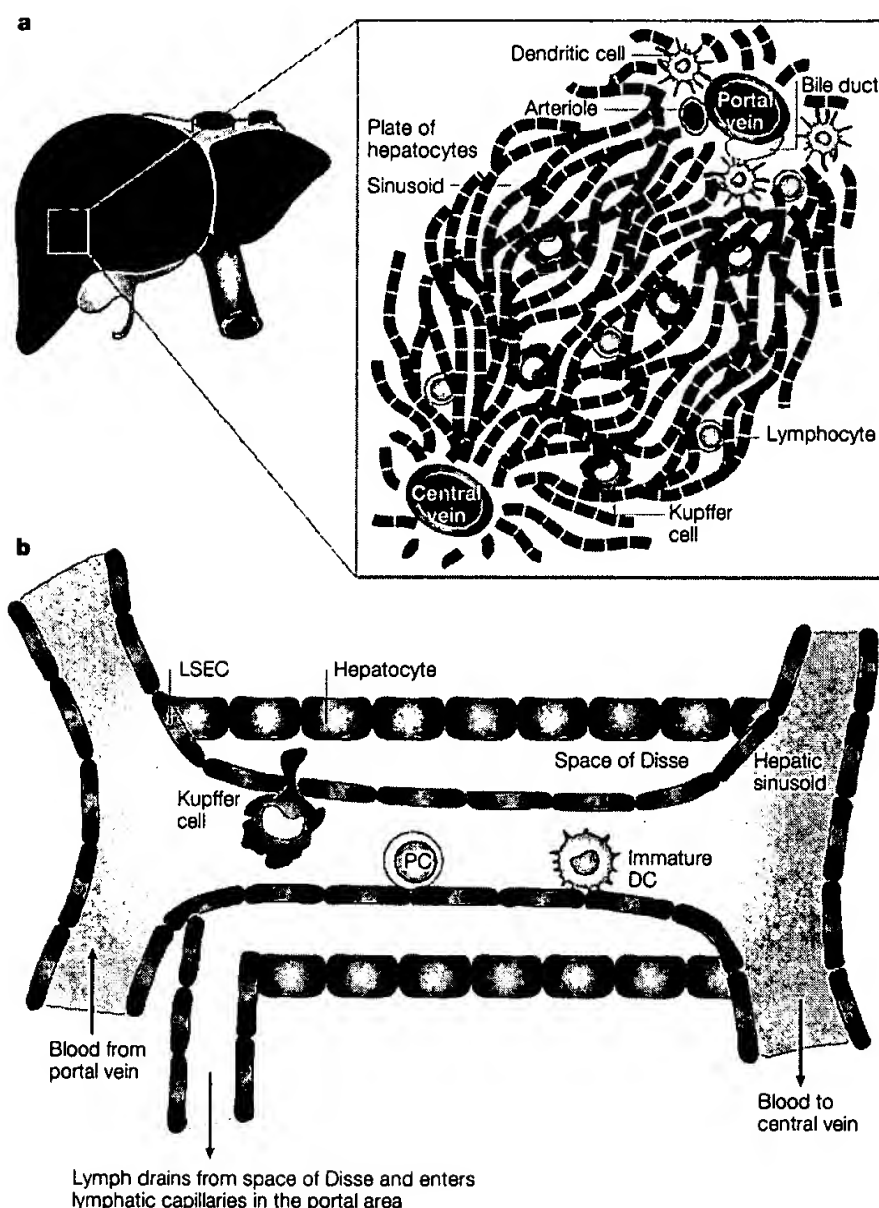 a
Dendritic cell
Bile duct
Arteriole
Portal
vein
Plate of
hepatocytes
Sinusoid
Lymphocyte
Central
vein
Kupffer
cell
b
LSEC
Hepatocyte
Space of Disse
Hepatic
sinusoid
Kupffer
cell
PC
Immature
DC
Blood from
portal vein
Blood to
central vein
Lymph drains from space of Disse and enters
lymphatic capillaries in the portal area